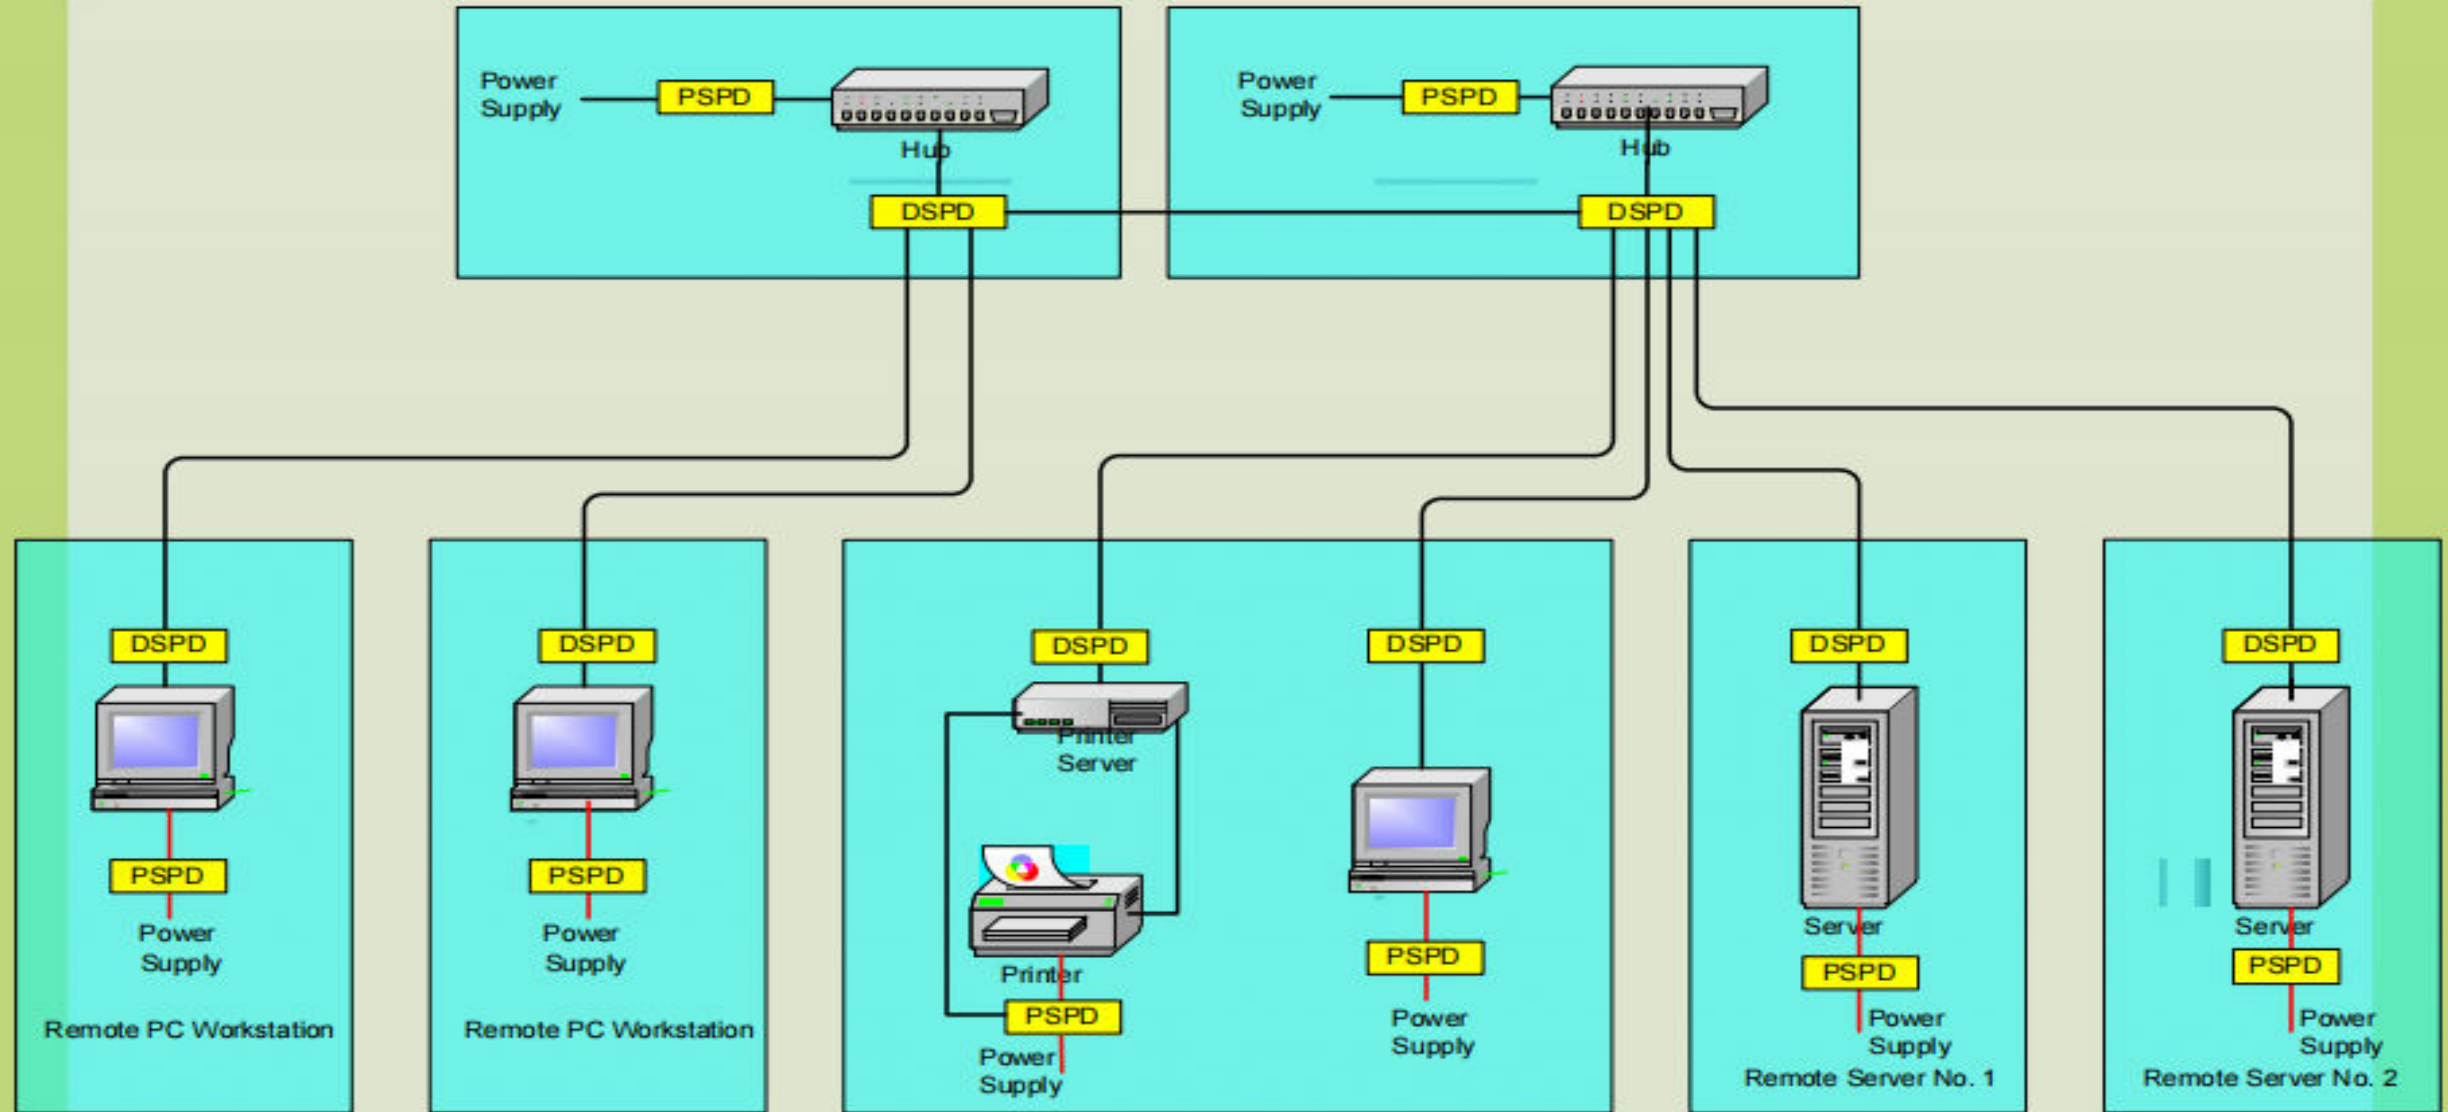 Power
Supply
PSPD
Hub
DSPD
Power
Supply
PSPD
Hub
DSPD
DSPD
PSPD
Power
Supply
Remote PC Workstation
DSPD
PSPD
Power
Supply
Remote PC Workstation
DSPD
Printer
Server
Printer
PSPD
Power
Supply
DSPD
PSPD
Power
Supply
DSPD
Server
PSPD
Power
Supply
Remote Server No. 1
DSPD
Server
PSPD
Power
Supply
Remote Server No. 2